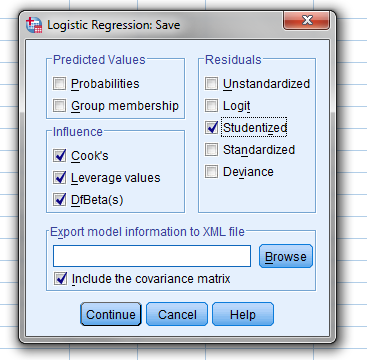 Logistic Regression: Save
Predicted Values
Probabilities
Group membership
Influence
Cook's
Leverage values
DfBeta(s)
Residuals
Unstandardized
Logit
Studentized
Standardized
Deviance
Export model information to XML file
Browse
Include the covariance matrix
Continue Cancel Help